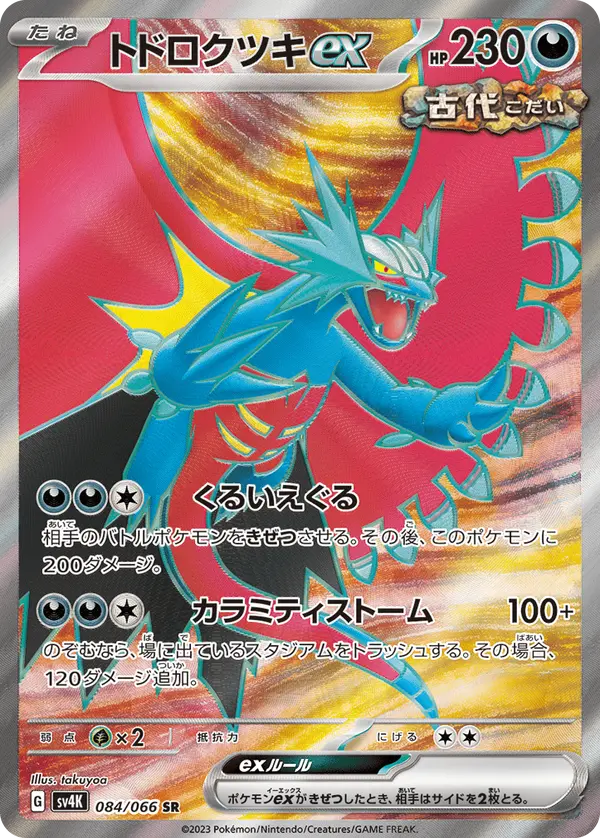 たね トドロクツキex HP230
古代 こだい
くるいえぐる
相手のバトルポケモンをきぜつさせる。その後、このポケモンに
200ダメージ。
カラミティストーム 100+
のぞむなら、場に出ているスタジアムをトラッシュする。その場合、
120ダメージ追加。
弱点 ×2 抵抗力 にげる
exルール
ポケモンexがきぜつしたとき、相手はサイドを2枚とる。
Illus. takuyoa
G sv4K 084/066 SR
©2023 Pokémon/Nintendo/Creatures/GAME FREAK.